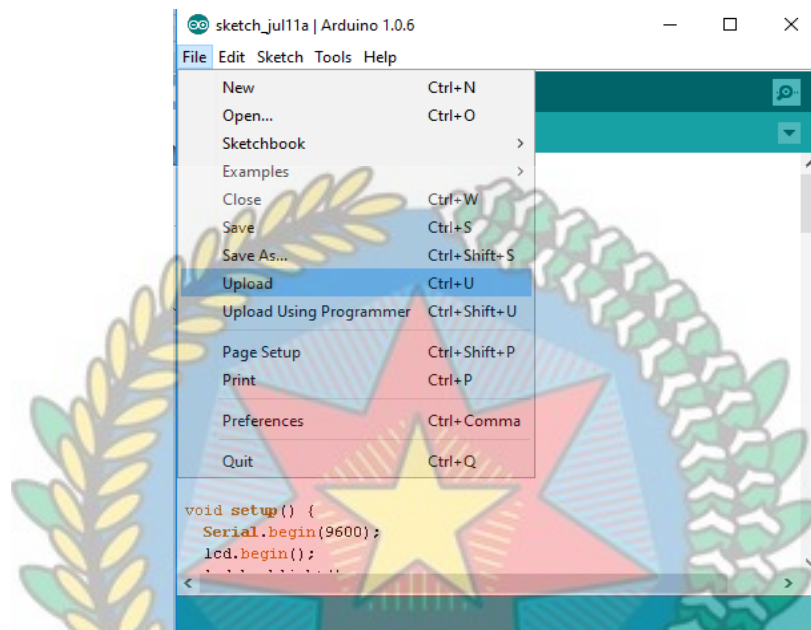 sketch_jul11a | Arduino 1.0.6
File Edit Sketch Tools Help
New Ctrl+N
Open... Ctrl+O
Sketchbook >
Examples >
Close Ctrl+W
Save Ctrl+S
Save As... Ctrl+Shift+S
Upload Ctrl+U
Upload Using Programmer Ctrl+Shift+U
Page Setup Ctrl+Shift+P
Print Ctrl+P
Preferences Ctrl+Comma
Quit Ctrl+Q
void setup() {
Serial.begin(9600);
lcd.begin();